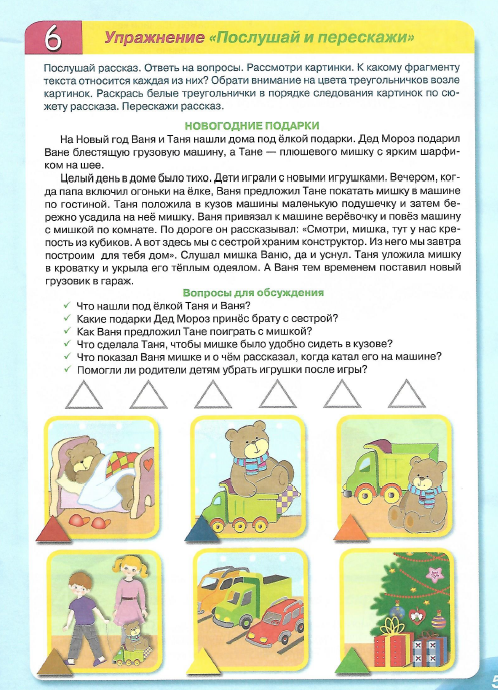 6 Упражнение «Послушай и перескажи»
Послушай рассказ. Ответь на вопросы. Рассмотри картинки. К какому фрагменту
текста относится каждая из них? Обрати внимание на цвета треугольничков возле
картинок. Раскрась белые треугольнички в порядке следования картинок по сю-
жету рассказа. Перескажи рассказ.
НОВОГОДНИЕ ПОДАРКИ
На Новый год Ваня и Таня нашли дома под ёлкой подарки. Дед Мороз подарил
Ване блестящую грузовую машину, а Тане — плюшевого мишку с ярким шарфи-
ком на шее.
Целый день в доме было тихо. Дети играли с новыми игрушками. Вечером, ког-
да папа включил огоньки на ёлке, Ваня предложил Тане покатать мишку в машине
по гостиной. Таня положила в кузов машины маленькую подушечку и затем бе-
режно усадила на неё мишку. Ваня привязал к машине верёвочку и повёз машину
с мишкой по комнате. По дороге он рассказывал: «Смотри, мишка, тут у нас кре-
пость из кубиков. А вот здесь мы с сестрой храним конструктор. Из него мы завтра
построим для тебя дом». Слушал мишка Ваню, да и уснул. Таня уложила мишку
в кроватку и укрыла его тёплым одеялом. А Ваня тем временем поставил новый
грузовик в гараж.
Вопросы для обсуждения
✓ Что нашли под ёлкой Таня и Ваня?
✓ Какие подарки Дед Мороз принёс брату с сестрой?
✓ Как Ваня предложил Тане поиграть с мишкой?
✓ Что сделала Таня, чтобы мишке было удобно сидеть в кузове?
✓ Что показал Ваня мишке и о чём рассказал, когда катал его на машине?
✓ Помогли ли родители детям убрать игрушки после игры?
5